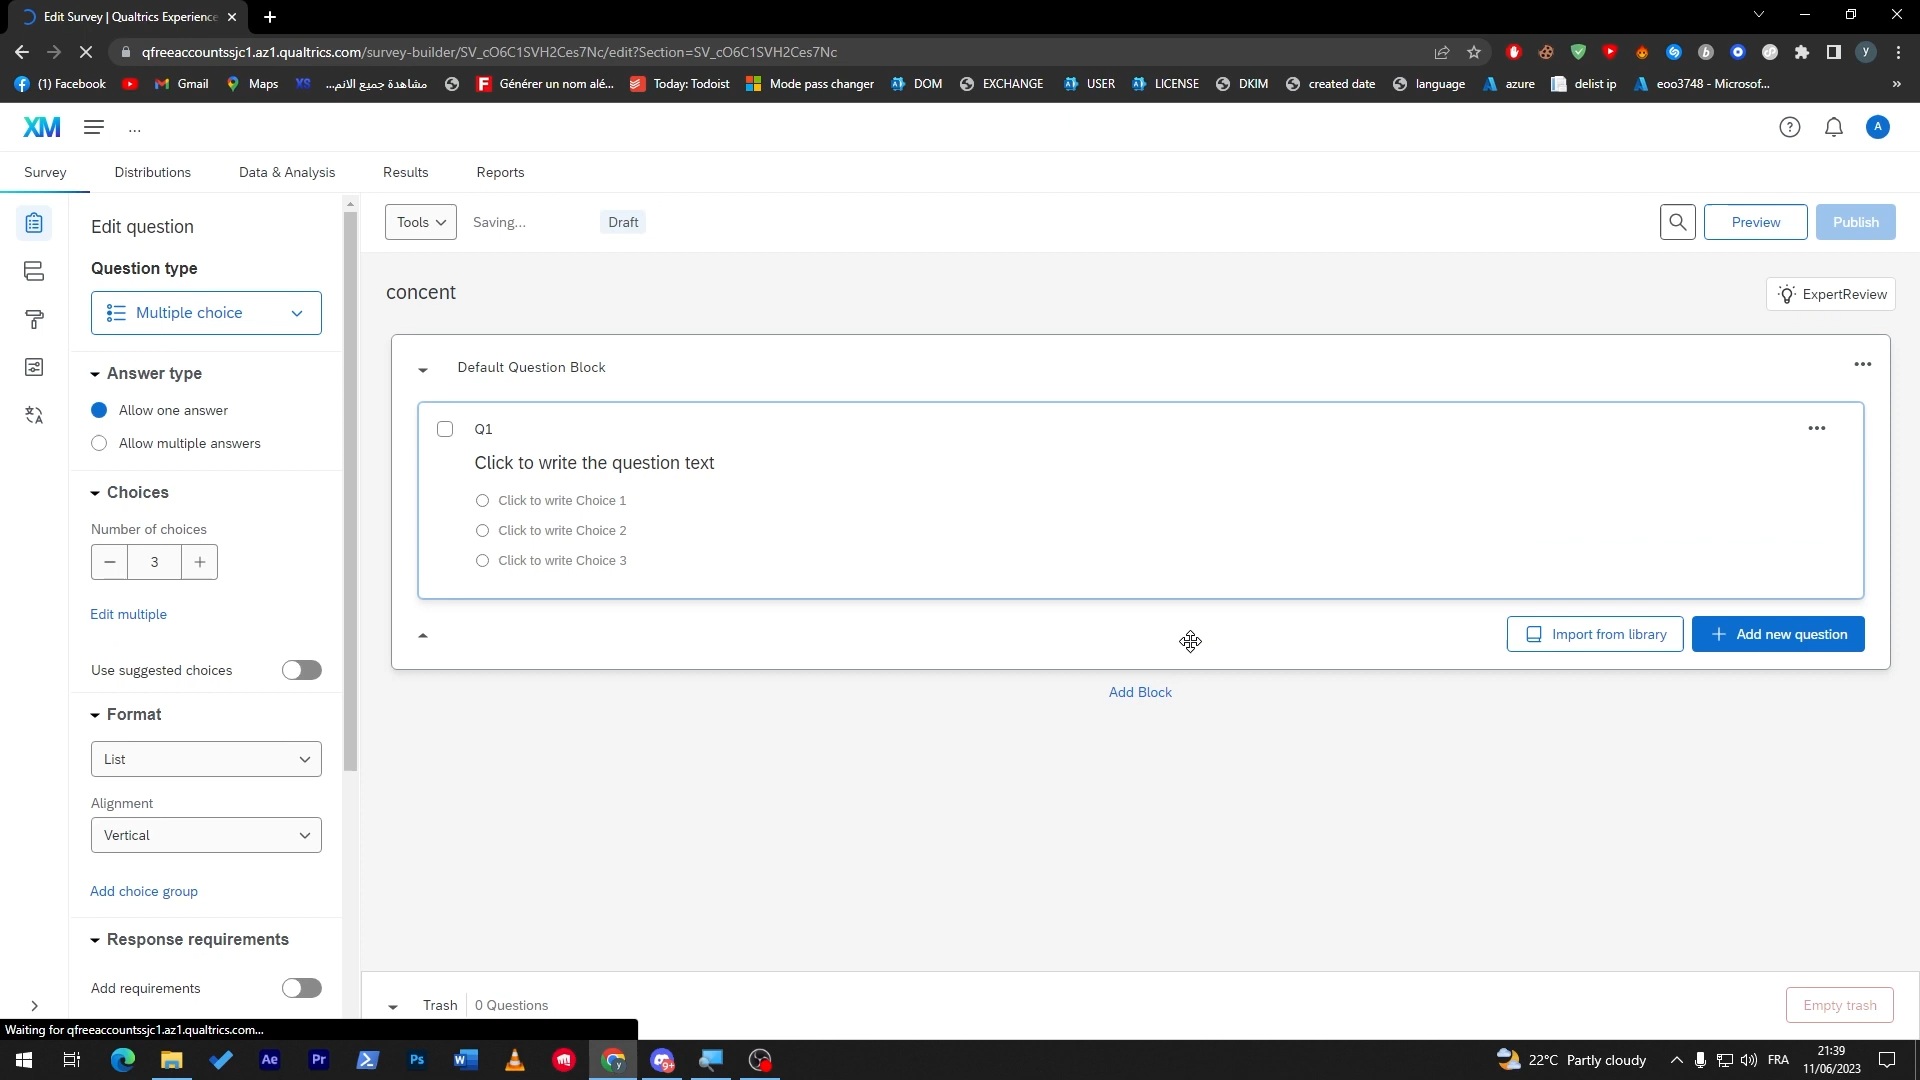 Edit Survey | Qualtrics Experience
qfreeaccountssjc1.az1.qualtrics.com/survey-builder/SV_cO6C1SVH2Ces7Nc/edit?Section=SV_cO6C1SVH2Ces7Nc
(1) Facebook Gmail Maps مشاهدة جميع الانم... Générer un nom alé... Today: Todoist Mode pass changer DOM EXCHANGE USER LICENSE DKIM created date language azure delist ip eoo3748 - Microsof...
XM ... A
Survey Distributions Data & Analysis Results Reports
Edit question
Tools Saving... Draft Preview Publish
Question type
Multiple choice
concent
ExpertReview
Answer type
Allow one answer
Allow multiple answers
Choices
Number of choices
3
Edit multiple
Use suggested choices
Format
List
Alignment
Vertical
Add choice group
Response requirements
Add requirements
Default Question Block
Q1
Click to write the question text
Click to write Choice 1
Click to write Choice 2
Click to write Choice 3
Import from library Add new question
Add Block
Trash 0 Questions Empty trash
Waiting for qfreeaccountssjc1.az1.qualtrics.com...
22°C Partly cloudy FRA 21:39
11/06/2023